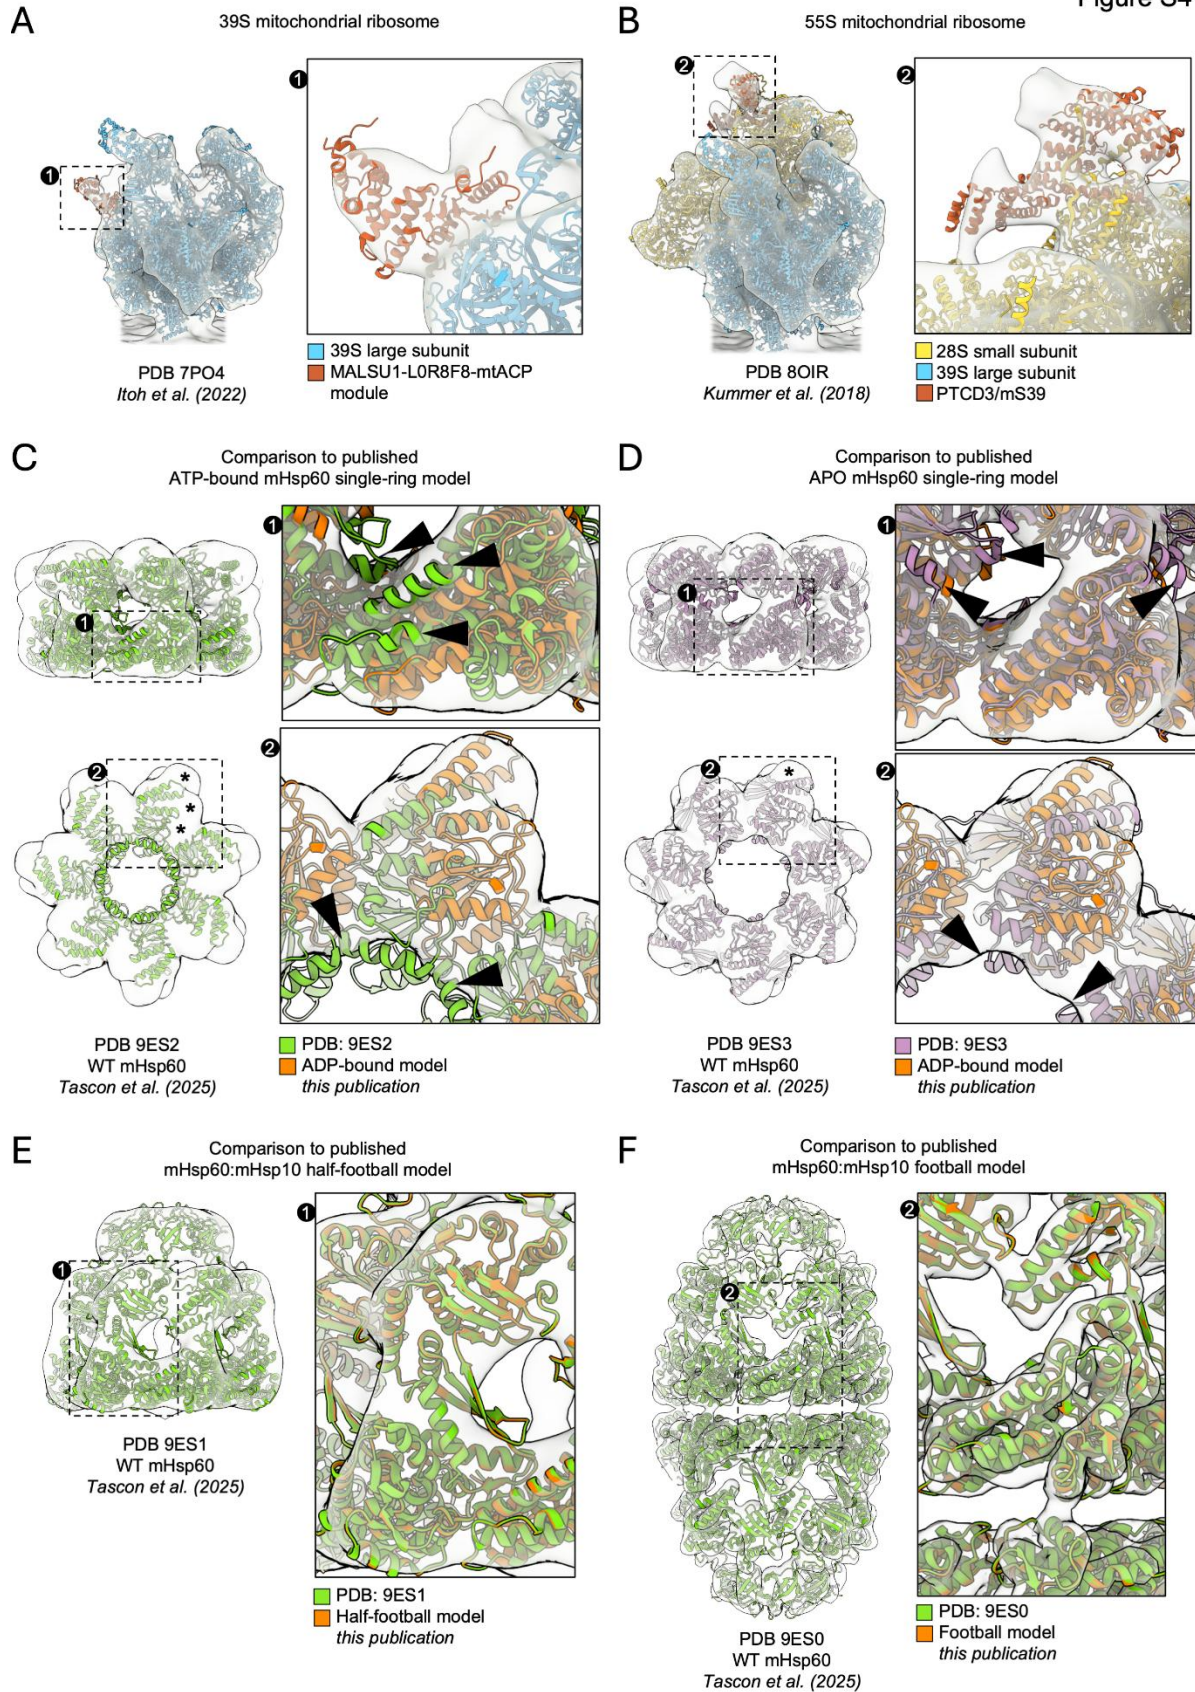 Figure S4
A
39S mitochondrial ribosome
1
1
PDB 7PO4
Itoh et al. (2022)
39S large subunit
MALSU1-L0R8F8-mtACP
module
B
55S mitochondrial ribosome
2
2
PDB 8OIR
Kummer et al. (2018)
28S small subunit
39S large subunit
PTCD3/mS39
C
Comparison to published
ATP-bound mHsp60 single-ring model
1
1
2
*
*
*
2
PDB 9ES2
WT mHsp60
Tascon et al. (2025)
PDB: 9ES2
ADP-bound model
this publication
D
Comparison to published
APO mHsp60 single-ring model
1
1
2
*
2
PDB 9ES3
WT mHsp60
Tascon et al. (2025)
PDB: 9ES3
ADP-bound model
this publication
E
Comparison to published
mHsp60:mHsp10 half-football model
1
1
PDB 9ES1
WT mHsp60
Tascon et al. (2025)
PDB: 9ES1
Half-football model
this publication
F
Comparison to published
mHsp60:mHsp10 football model
2
2
PDB 9ES0
WT mHsp60
Tascon et al. (2025)
PDB: 9ES0
Football model
this publication